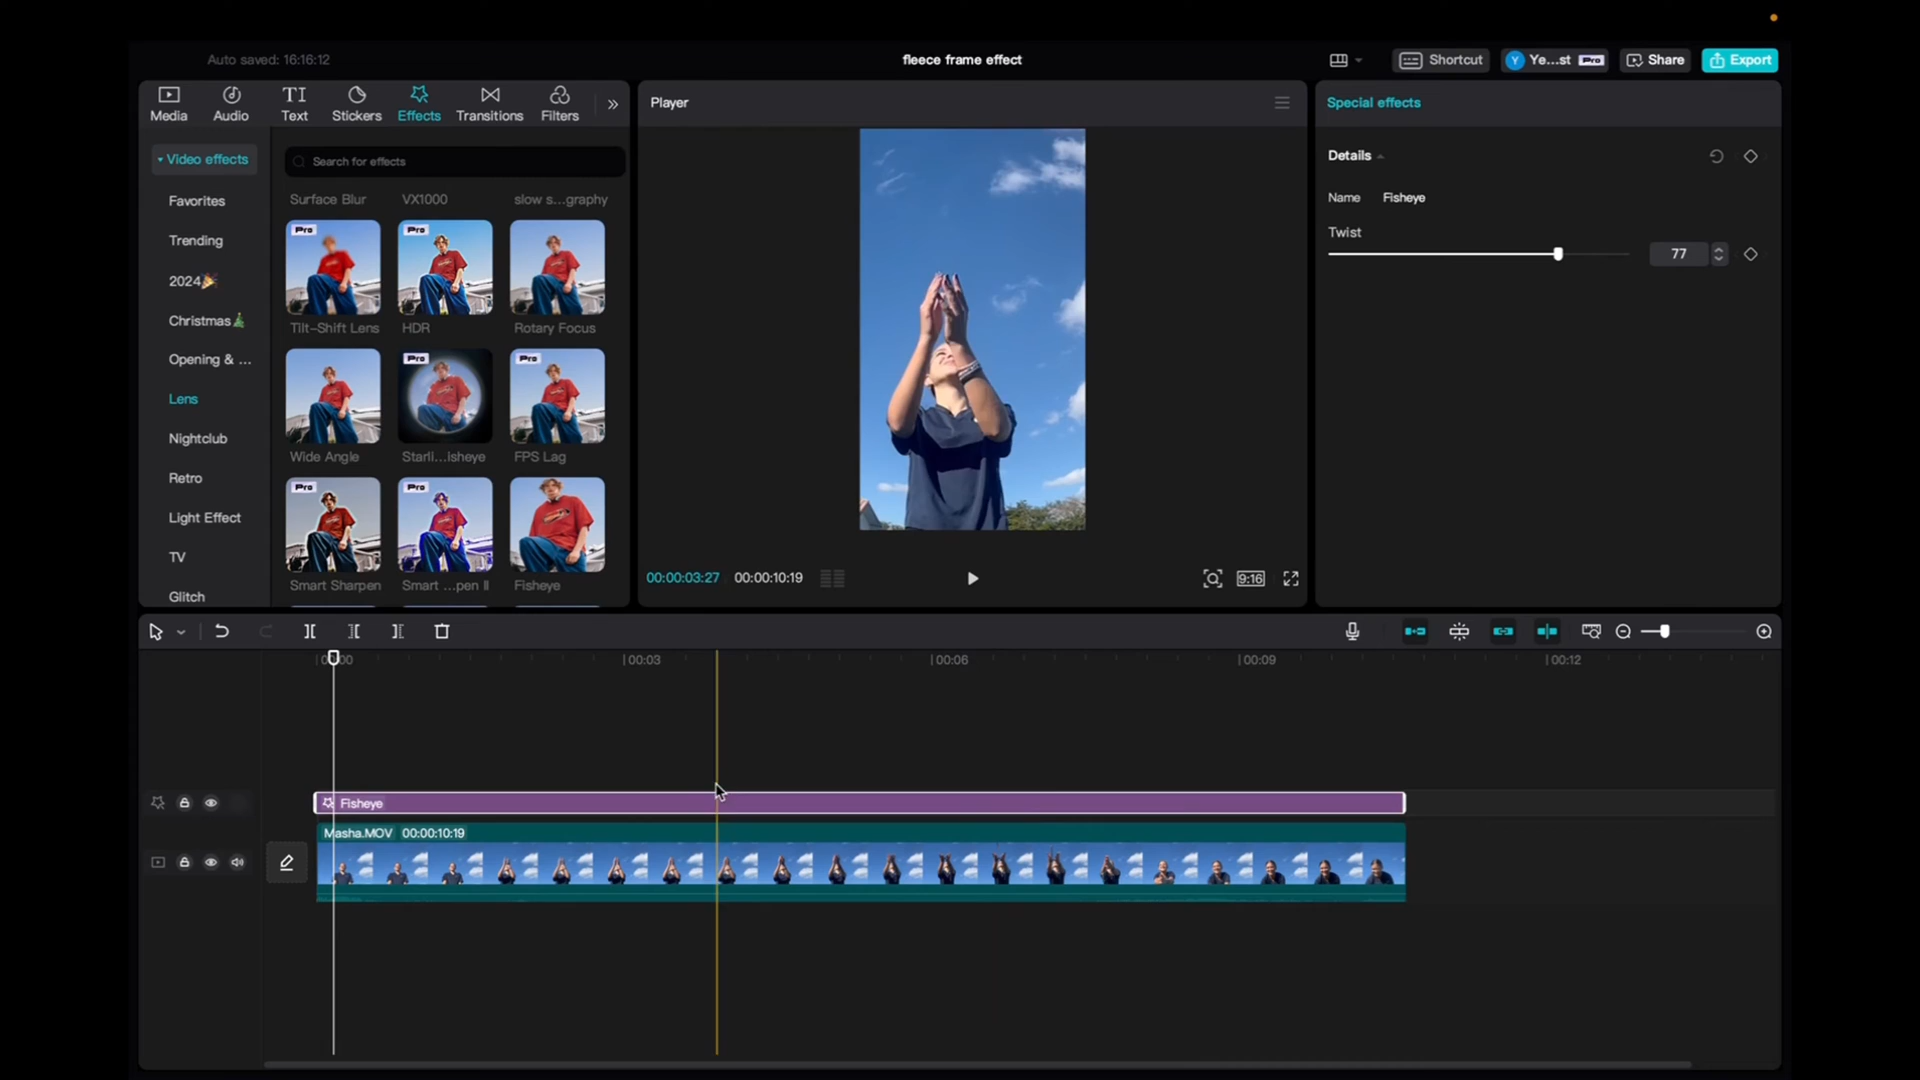 Auto saved: 16:16:12
fleece frame effect
Shortcut
Y
Ye...st
Pro
Share
Export
Media
Audio
TI
Text
Stickers
Effects
Transitions
Filters
Player
Special effects
Video effects
Search for effects
Details
Favorites
Surface Blur
VX1000
slow s...graphy
Name
Fisheye
Trending
Pro
Pro
Twist
77
2024
Christmas
Tilt-Shift Lens
HDR
Rotary Focus
Opening & ...
Pro
Pro
Lens
Nightclub
Wide Angle
Starli...isheye
FPS Lag
Retro
Pro
Pro
Light Effect
TV
Smart Sharpen
Smart ...pen II
Fisheye
Glitch
00:00:03:27
00:00:10:19
9:16
00:00
00:03
00:06
00:09
00:12
Fisheye
Masha.MOV
00:00:10:19